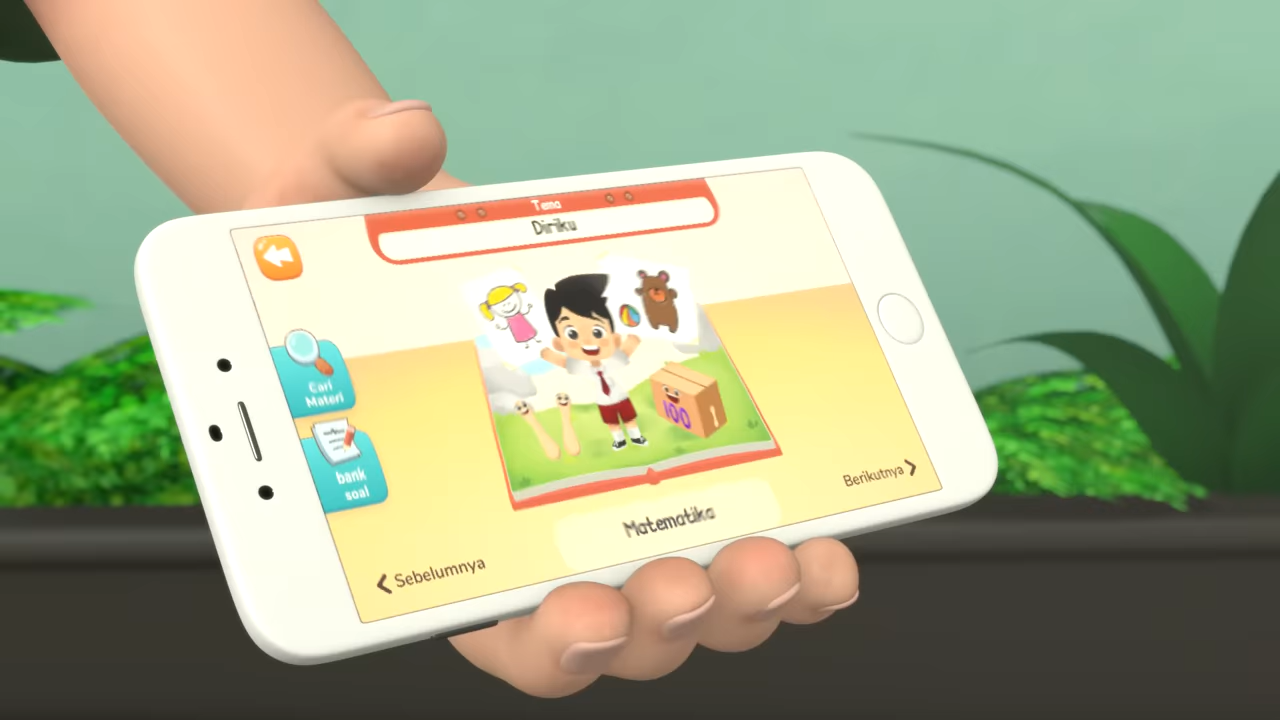 Tema
Diriku
Cari
Materi
bank
soal
100
Matematika
Sebelumnya
Berikutnya